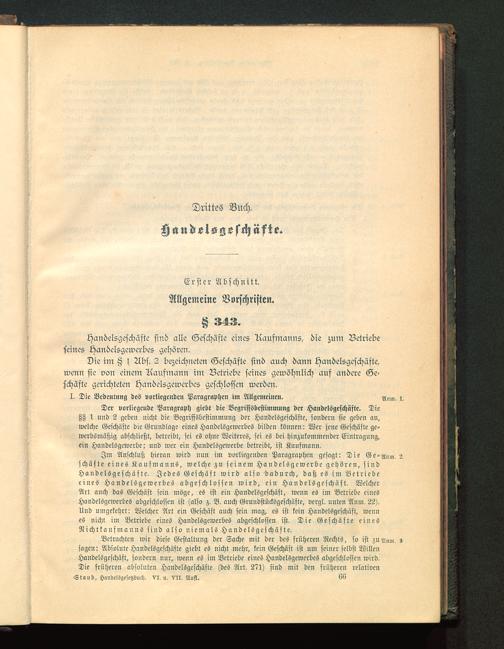 Drittes Buch.
Handelsgeschäfte.
Erster Abschnitt.
Allgemeine Vorschriften.
§ 343.
Handelsgeschäfte sind alle Geschäfte eines Kaufmanns, die zum Betriebe
seines Handelsgewerbes gehören.
Die im § 1 Abs. 2 bezeichneten Geschäfte sind auch dann Handelsgeschäfte,
wenn sie von einem Kaufmann im Betriebe seines gewöhnlich auf andere Ge-
schäfte gerichteten Handelsgewerbes geschlossen werden.
I. Die Bedeutung des vorliegenden Paragraphen im Allgemeinen. Anm. 1.
Der vorliegende Paragraph giebt die Begriffsbestimmung der Handelsgeschäfte. Die
§§ 1 und 2 geben nicht die Begriffsbestimmung der Handelsgeschäfte, sondern sie geben an,
welche Geschäfte die Grundlage eines Handelsgewerbes bilden können: Wer jene Geschäfte ge-
werbsmäßig abschließt, betreibt, sei es ohne Weiteres, sei es bei hinzukommender Eintragung,
ein Handelsgewerbe; und wer ein Handelsgewerbe betreibt, ist Kaufmann.
Im Anschluß hieran wird nun im vorliegenden Paragraphen gesagt: Die Ge- Anm. 2.
schäfte eines Kaufmanns, welche zu seinem Handelsgewerbe gehören, sind
Handelsgeschäfte. Jedes Geschäft wird also dadurch, daß es im Betriebe
eines Handelsgewerbes abgeschlossen wird, ein Handelsgeschäft. Welcher
Art auch das Geschäft sein möge, es ist ein Handelsgeschäft, wenn es im Betriebe eines
Handelsgewerbes abgeschlossen ist (also z. B. auch Grundstücksgeschäfte, vergl. unten Anm. 22).
Und umgekehrt: Welcher Art ein Geschäft auch sein mag, es ist kein Handelsgeschäft, wenn
es nicht im Betriebe eines Handelsgewerbes abgeschlossen ist. Die Geschäfte eines
Nichtkaufmanns sind also niemals Handelsgeschäfte.
Betrachten wir diese Gestaltung der Sache mit der des früheren Rechts, so ist zu Anm. 3
sagen: Absolute Handelsgeschäfte giebt es nicht mehr, kein Geschäft ist um seiner selbst Willen
Handelsgeschäft, sondern nur, wenn es im Betriebe eines Handelsgewerbes abgeschlossen wird.
Die früheren absoluten Handelsgeschäfte (des Art. 271) sind mit den früheren relativen
Staub, Handelsgesetzbuch. VI. u. VII. Aufl. 66